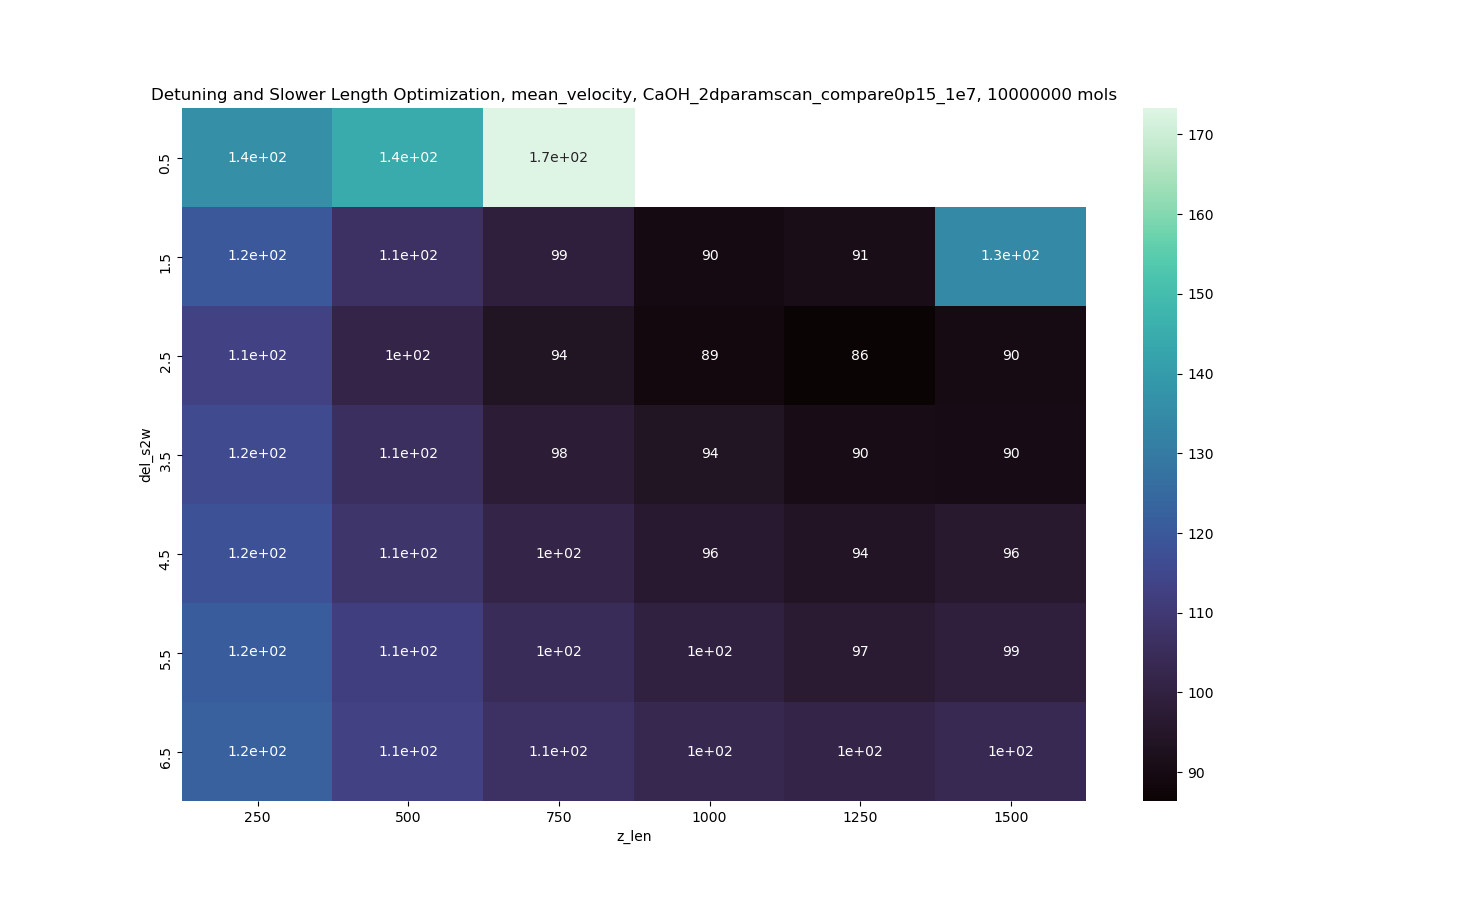 Detuning and Slower Length Optimization, mean_velocity, CaOH_2dparamscan_compare0p15_1e7, 10000000 mols
0.5 1.4e+02 1.4e+02 1.7e+02
1.5 1.2e+02 1.1e+02 99 90 91 1.3e+02
2.5 1.1e+02 1e+02 94 89 86 90
3.5 1.2e+02 1.1e+02 98 94 90 90
4.5 1.2e+02 1.1e+02 1e+02 96 94 96
5.5 1.2e+02 1.1e+02 1e+02 1e+02 97 99
6.5 1.2e+02 1.1e+02 1.1e+02 1e+02 1e+02 1e+02
del_s2w
250 500 750 1000 1250 1500
z_len
170
160
150
140
130
120
110
100
90